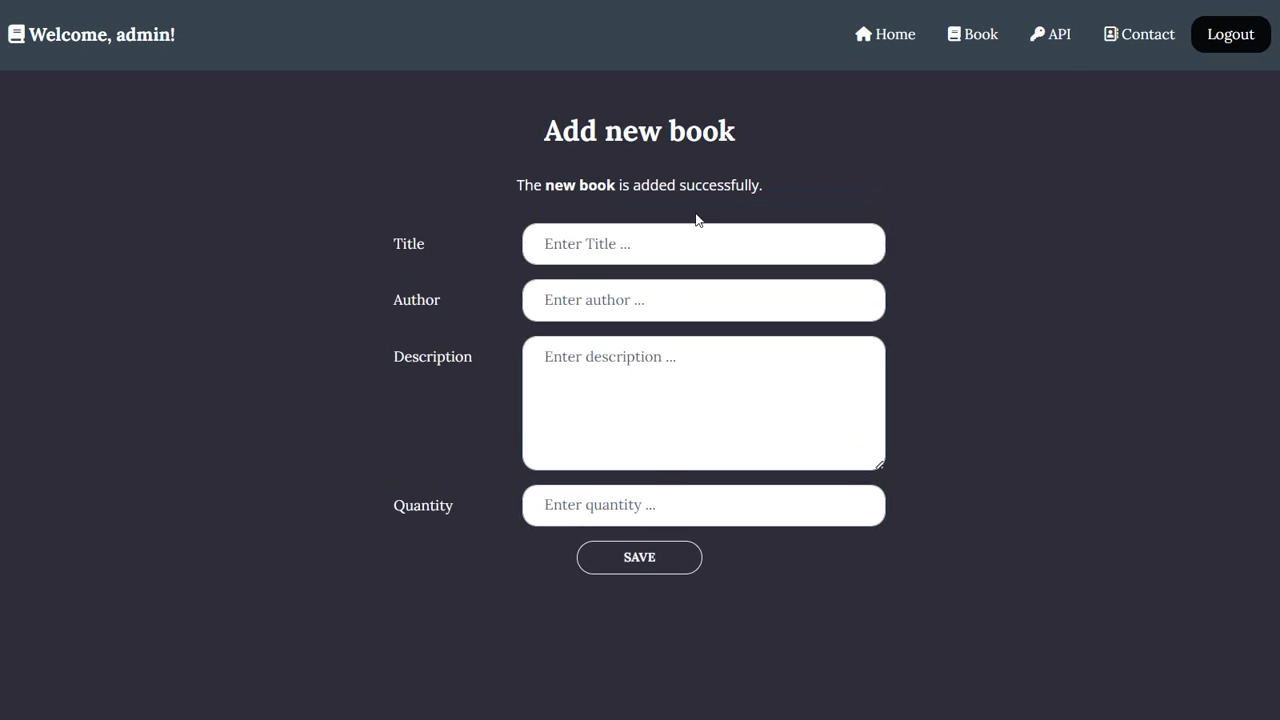 Welcome, admin!
Home Book API Contact Logout
Add new book
The new book is added successfully.
Title Enter Title ...
Author Enter author ...
Description Enter description ...
Quantity Enter quantity ...
SAVE